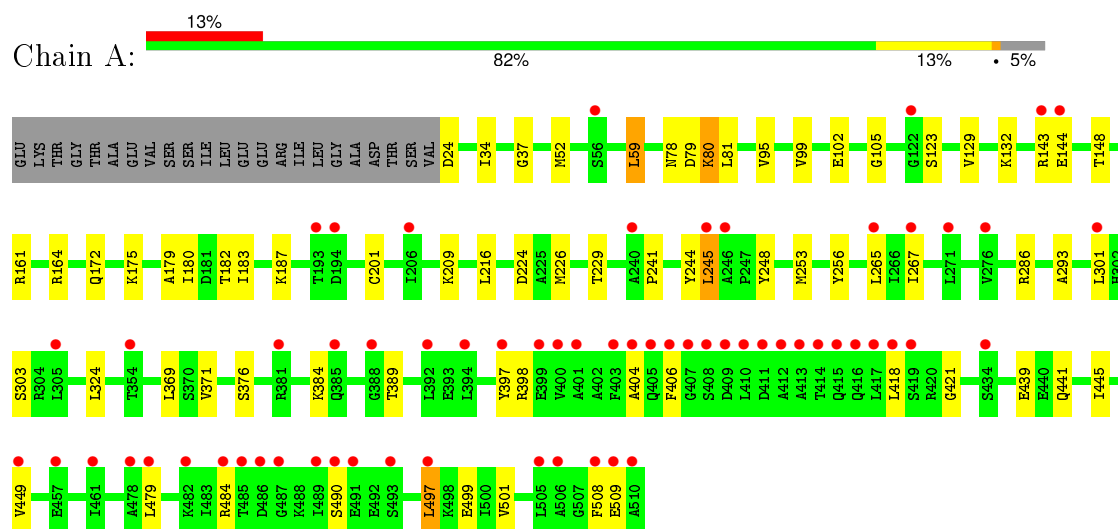 13%
Chain A:
82% 13% • 5%
GLU LYS THR GLY GLN THR ALA GLU VAL SER SER ILE LEU GLU GLU ARG ILE LEU GLY ALA ASP THR SER VAL D24 I34 G37 M52 S56 L59 N78 D79 K80 L81 V95 V99 E102 G105 G122 S123 V129 K132 R143 E144 T148
R161 R164 Q172 K175 A179 I180 D181 T182 I183 K187 T193 D194 C201 I206 K209 L216 D224 A225 M226 T229 A240 P241 Y244 L245 A246 P247 Y248 M253 Y256 L265 I266 I267 L271 V276 R286 A293 L301
S303 R304 L305 L324 T354 L369 S370 V371 S376 R381 K384 Q385 G388 T389 L392 E393 L394 Y397 R398 E399 V400 A401 A402 F403 A404 Q405 F406 G407 S408 D409 L410 D411 A412 A413 T414 Q415 Q416 L417 L418 S419 R420 G421 S434 E439 E440 Q441 I445
V449 E457 I461 A478 L479 K482 I483 R484 T485 D486 G487 K488 I489 S490 E491 E492 S493 L497 K498 E499 I500 V501 L505 A506 G507 F508 E509 A510